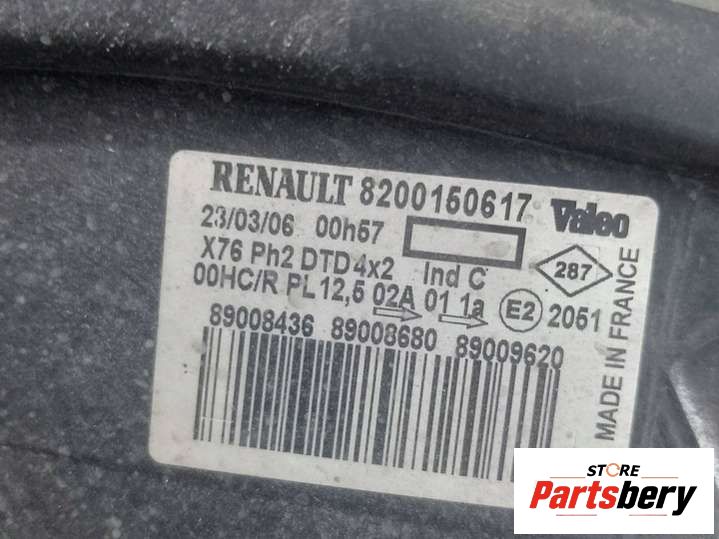 RENAULT 8200150617 Valeo
23/03/06 00h57
X76 Ph2 DTD 4x2 Ind C 287
00HC/R PL 12,5 02A 01 1a E2 2051
89008436 89008680 89009620
MADE IN FRANCE
STORE
Partsbery